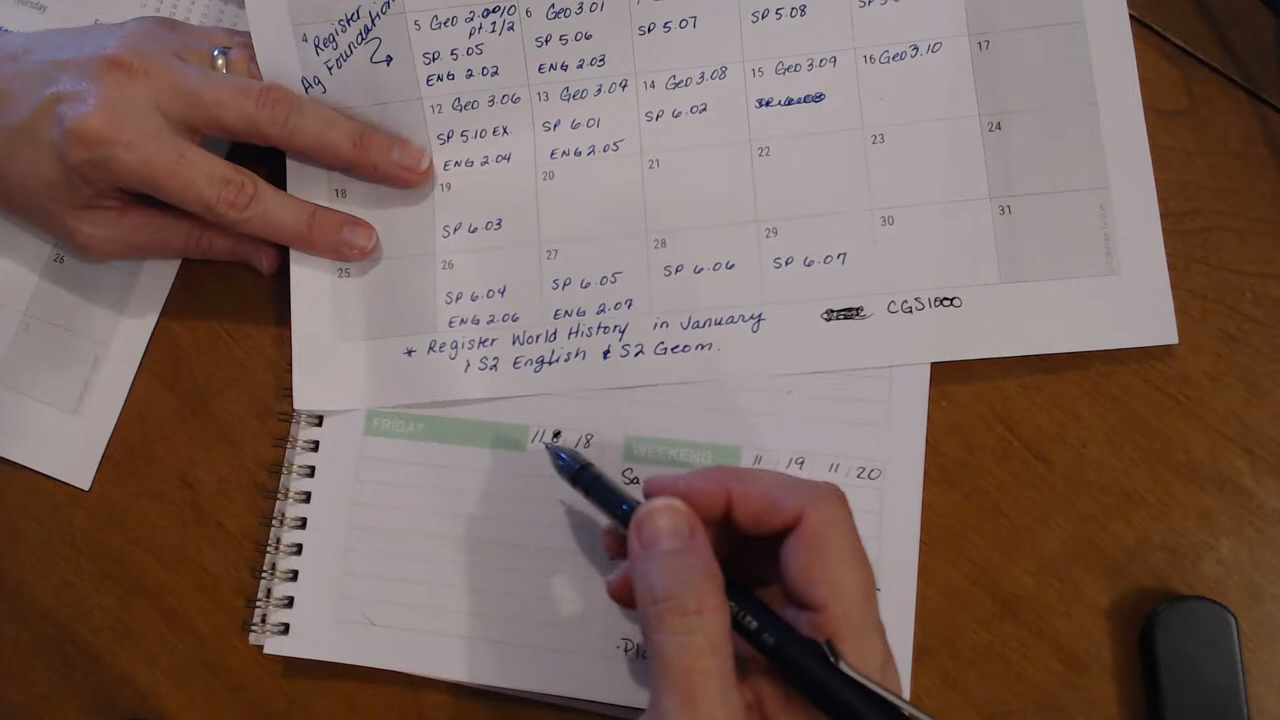 4 Register
Ag Foundation
5 Geo 2.0010
pt. 1/2
SP. 5.05
ENG 2.02
6 Geo 3.01
SP 5.06
ENG 2.03
SP 5.07
SP 5.08
12 Geo 3.06
SP 5.10 EX.
ENG 2.04
13 Geo 3.07
SP 6.01
ENG 2.05
14 Geo 3.08
SP 6.02
15 Geo 3.09
16 Geo 3.10
17
18
19
SP 6.03
20
21
22
23
24
25
26
SP 6.04
ENG 2.06
27
SP 6.05
ENG 2.07
28
SP 6.06
29
SP 6.07
30
31
* Register World History in January
S2 English & S2 Geom.
CGS1000
26
FRIDAY 11 18
WEEKEND 11 19 11 20
Sa